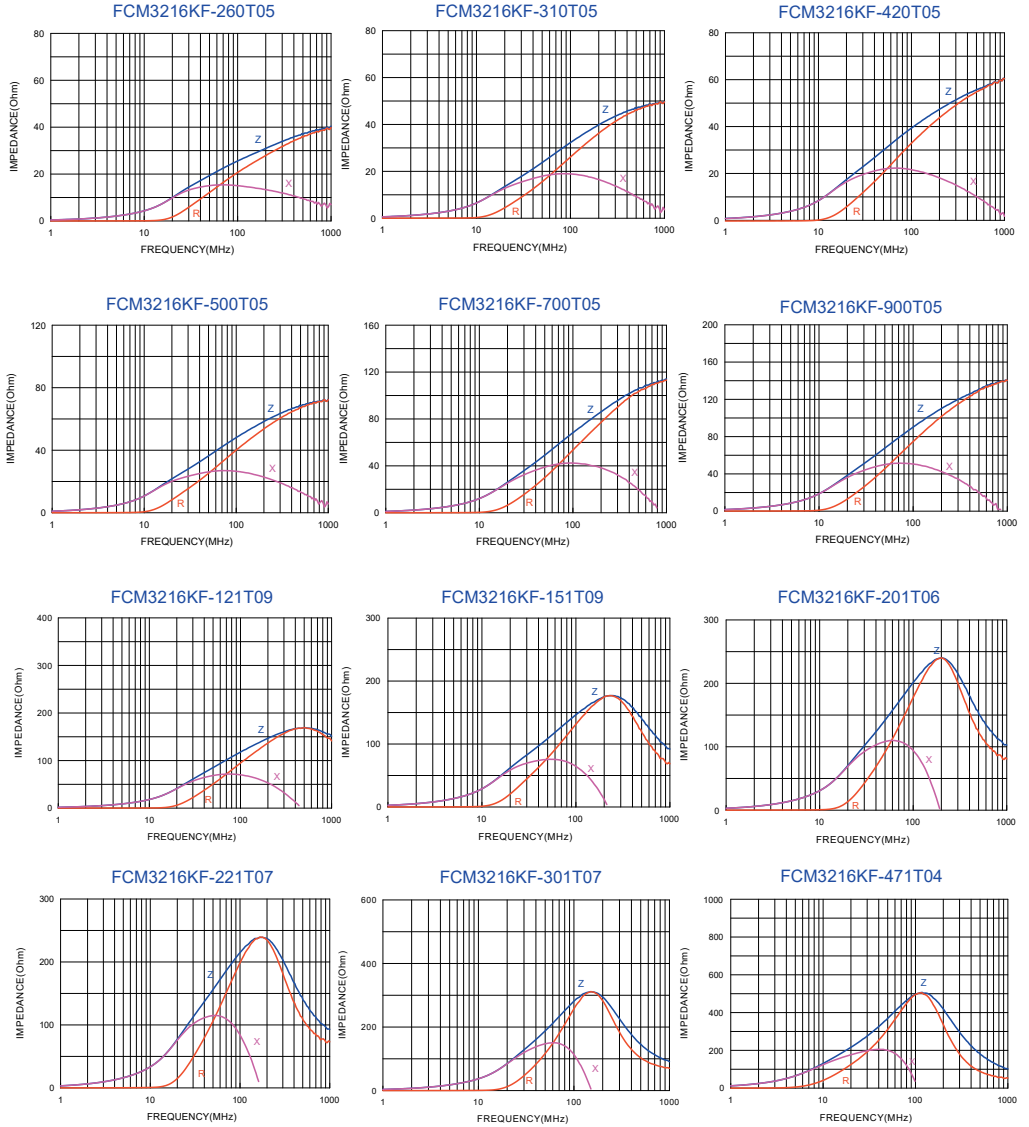 FCM3216KF-260T05
80
60
40
20
0
IMPEDANCE(Ohm)
Z
X
R
1
10
100
1000
FREQUENCY(MHz)
FCM3216KF-310T05
80
60
40
20
0
IMPEDANCE(Ohm)
Z
X
R
1
10
100
1000
FREQUENCY(MHz)
FCM3216KF-420T05
80
60
40
20
0
IMPEDANCE(Ohm)
Z
X
R
1
10
100
1000
FREQUENCY(MHz)
FCM3216KF-500T05
120
80
40
0
IMPEDANCE(Ohm)
Z
X
R
1
10
100
1000
FREQUENCY(MHz)
FCM3216KF-700T05
160
120
80
40
0
IMPEDANCE(Ohm)
Z
X
R
1
10
100
1000
FREQUENCY(MHz)
FCM3216KF-900T05
200
160
120
80
40
0
IMPEDANCE(Ohm)
Z
X
R
1
10
100
1000
FREQUENCY(MHz)
FCM3216KF-121T09
400
300
200
100
0
IMPEDANCE(Ohm)
Z
X
R
1
10
100
1000
FREQUENCY(MHz)
FCM3216KF-151T09
300
200
100
0
IMPEDANCE(Ohm)
Z
X
R
1
10
100
1000
FREQUENCY(MHz)
FCM3216KF-201T06
300
200
100
0
IMPEDANCE(Ohm)
Z
X
R
1
10
100
1000
FREQUENCY(MHz)
FCM3216KF-221T07
300
200
100
0
IMPEDANCE(Ohm)
Z
X
R
1
10
100
1000
FREQUENCY(MHz)
FCM3216KF-301T07
600
400
200
0
IMPEDANCE(Ohm)
Z
X
R
1
10
100
1000
FREQUENCY(MHz)
FCM3216KF-471T04
1000
800
600
400
200
0
IMPEDANCE(Ohm)
Z
X
R
1
10
100
1000
FREQUENCY(MHz)